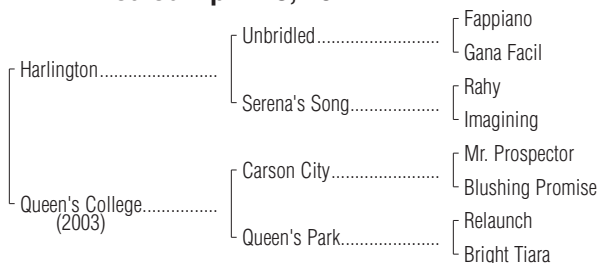 Fappiano
Unbridled
Gana Facil
Harlington
Rahy
Serena's Song
Imagining
Mr. Prospector
Carson City
Blushing Promise
Queen's College
(2003)
Relaunch
Queen's Park
Bright Tiara